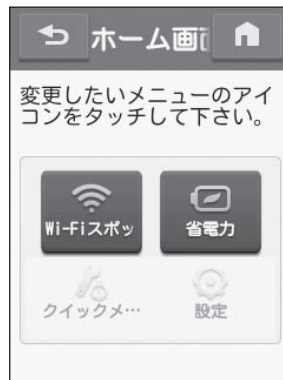 ホーム画
変更したいメニューのアイ
コンをタッチして下さい。
Wi-Fiスポッ
省電力
クイックメ…
設定